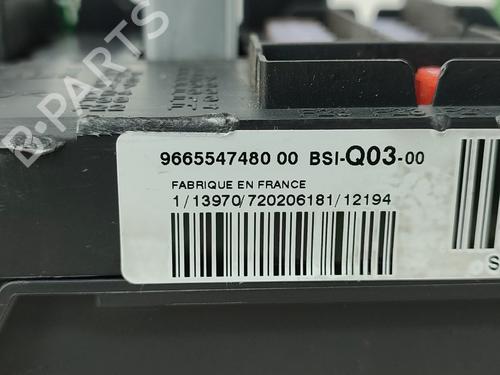 B-PARTS
9665547480 00 BSI-Q03-00
FABRIQUE EN FRANCE
1/13970/720206181/12194
S